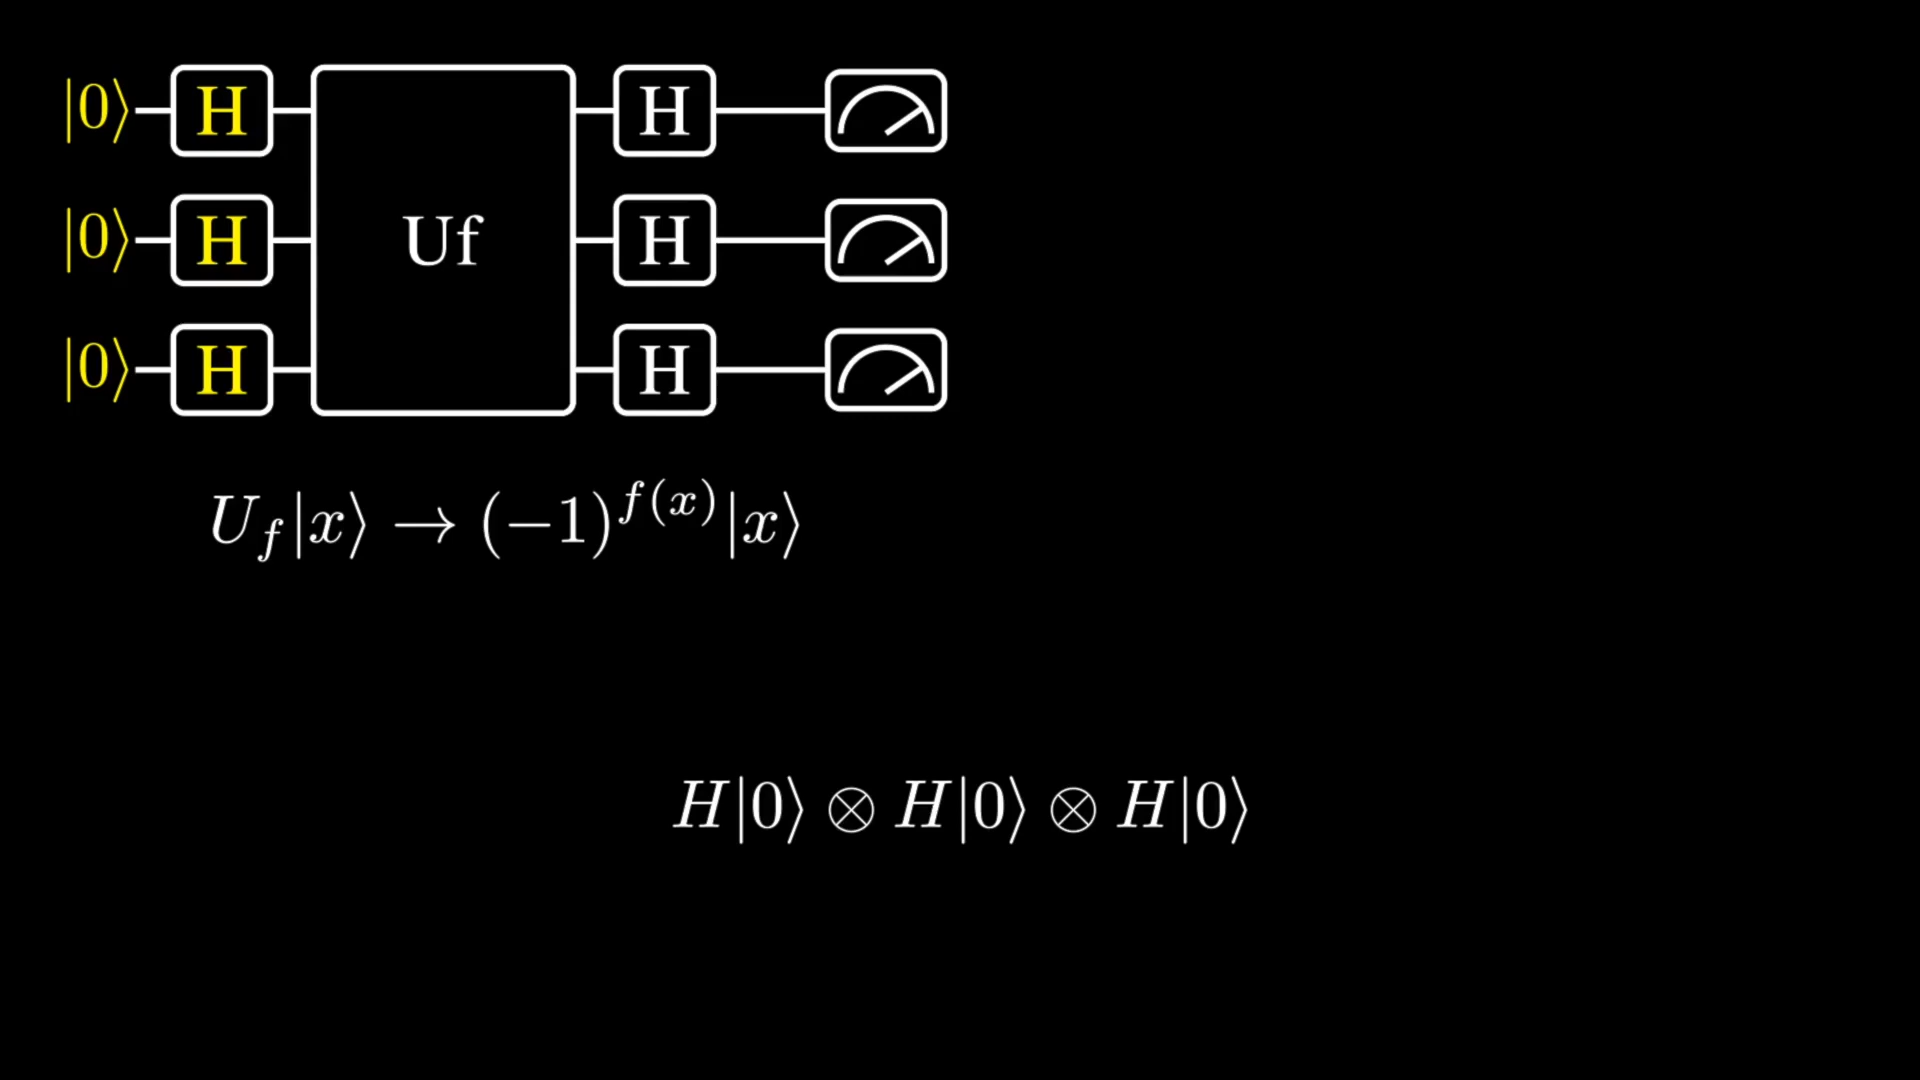 |0⟩ H H
|0⟩ H Uf H
|0⟩ H H
U_f|x⟩ → (−1)^{f(x)}|x⟩
H|0⟩ ⊗ H|0⟩ ⊗ H|0⟩